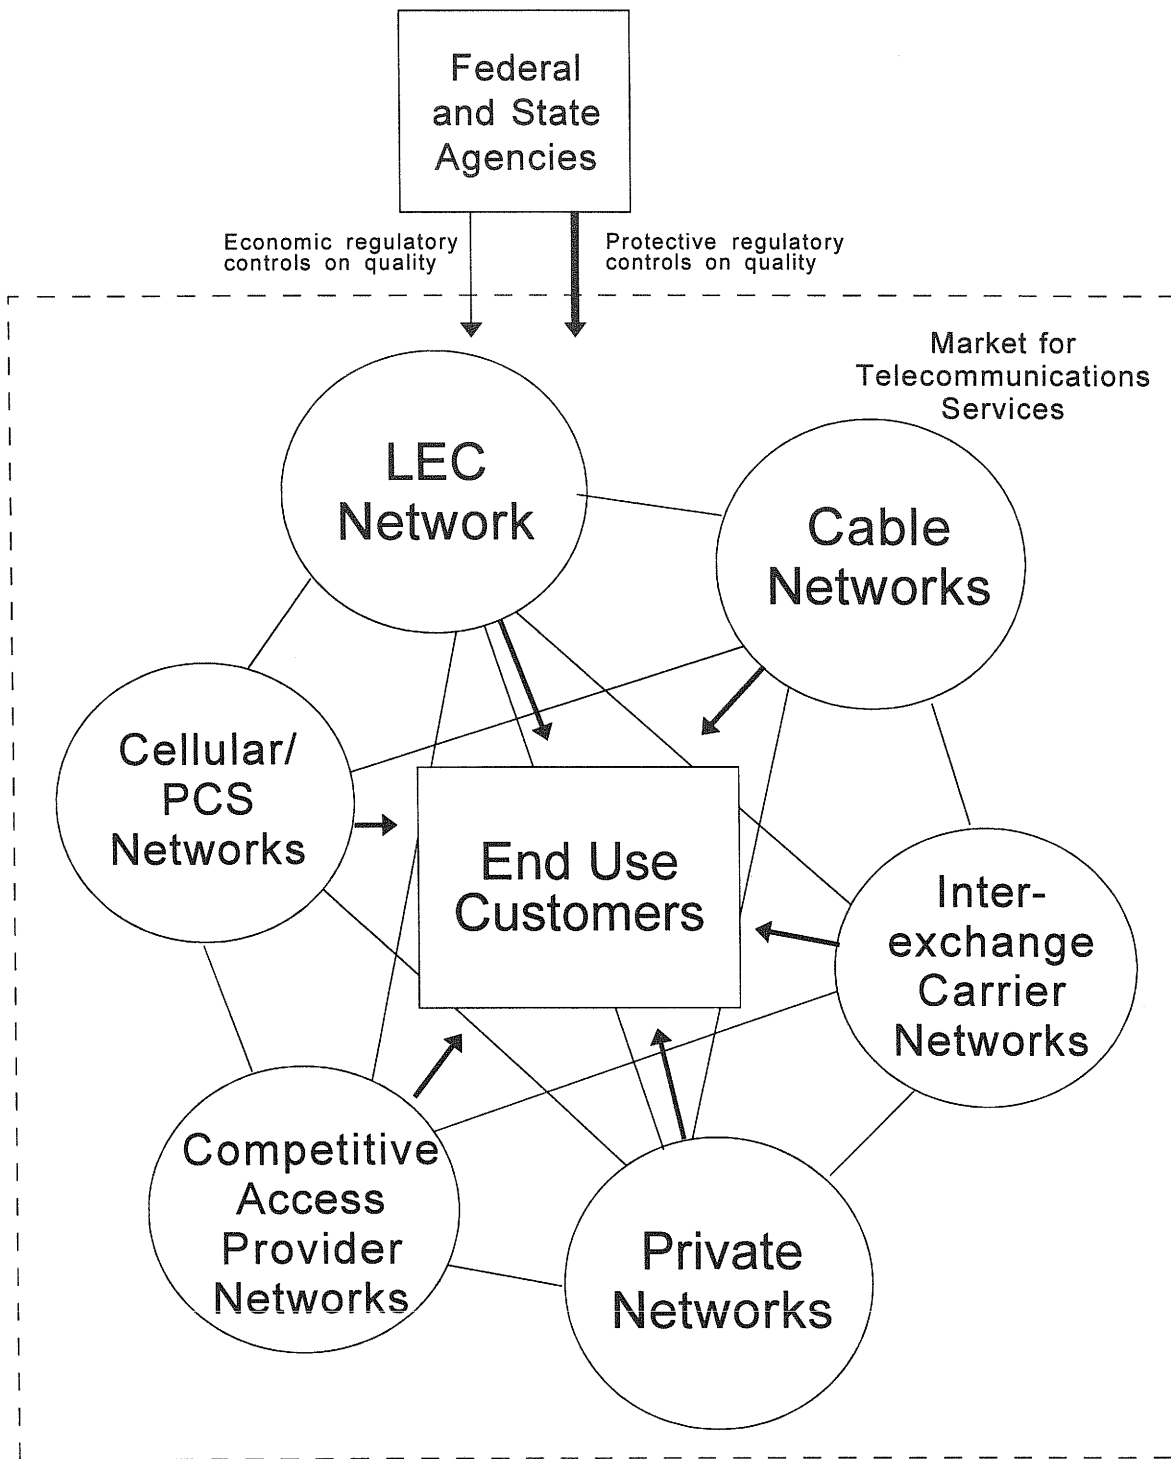 Federal
and State
Agencies
Economic regulatory
controls on quality
Protective regulatory
controls on quality
Market for
Telecommunications
Services
LEC
Network
Cable
Networks
Cellular/
PCS
Networks
End Use
Customers
Inter-
exchange
Carrier
Networks
Competitive
Access
Provider
Networks
Private
Networks